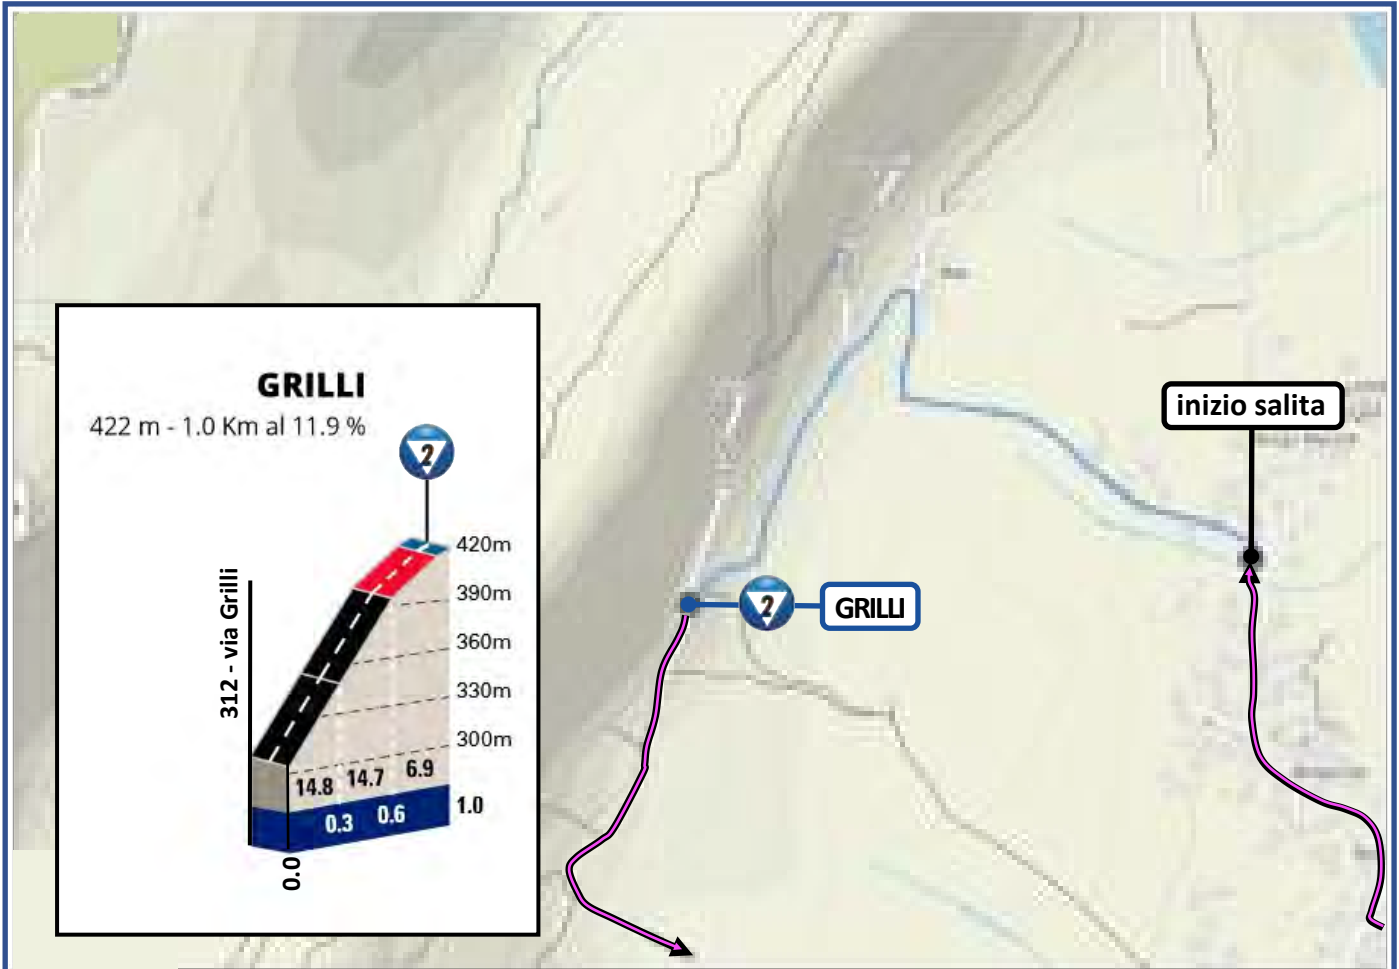 inizio salita
GRILLI
422 m - 1.0 Km al 11.9 %
2
420m
390m
360m
330m
300m
312 - via Grilli
14.8 14.7 6.9
0.3 0.6 1.0
0.0
2
GRILLI